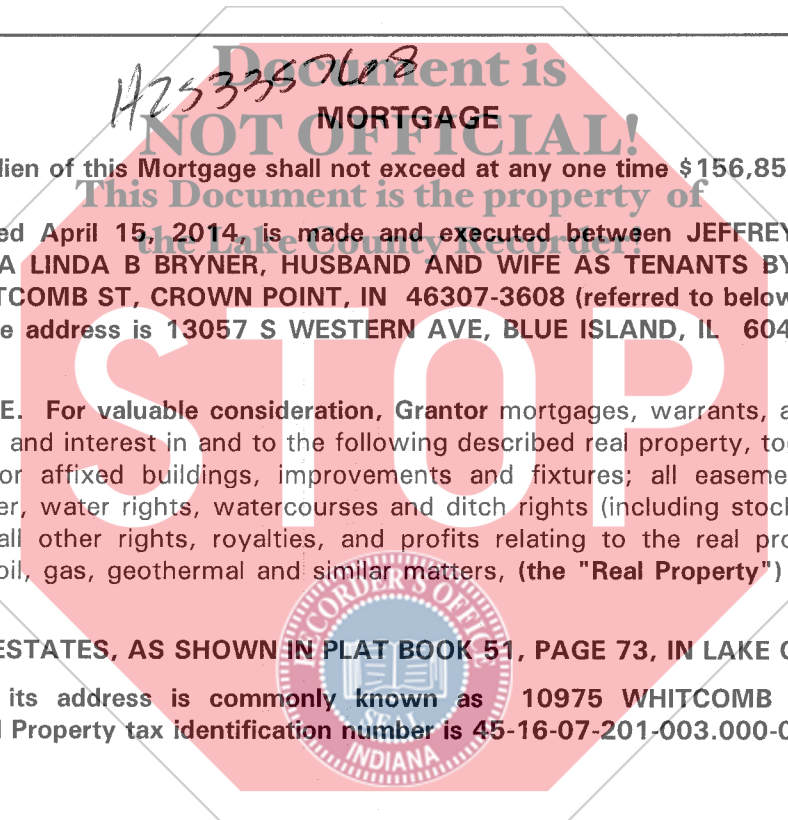 H25335768
Document is
NOT OFFICIAL!
MORTGAGE
lien of this Mortgage shall not exceed at any one time $156,85
This Document is the property of
the Lake County Recorder!
ed April 15, 2014, is made and executed between JEFFREY
A LINDA B BRYNER, HUSBAND AND WIFE AS TENANTS BY
TCOMB ST, CROWN POINT, IN 46307-3608 (referred to below
e address is 13057 S WESTERN AVE, BLUE ISLAND, IL 604
STOP
E. For valuable consideration, Grantor mortgages, warrants, a
and interest in and to the following described real property, to
or affixed buildings, improvements and fixtures; all easeme
er, water rights, watercourses and ditch rights (including stock
all other rights, royalties, and profits relating to the real pro
oil, gas, geothermal and similar matters, (the "Real Property")
ESTATES, AS SHOWN IN PLAT BOOK 51, PAGE 73, IN LAKE C
its address is commonly known as 10975 WHITCOMB
l Property tax identification number is 45-16-07-201-003.000-0
RECORDER'S OFFICE
SEAL
INDIANA